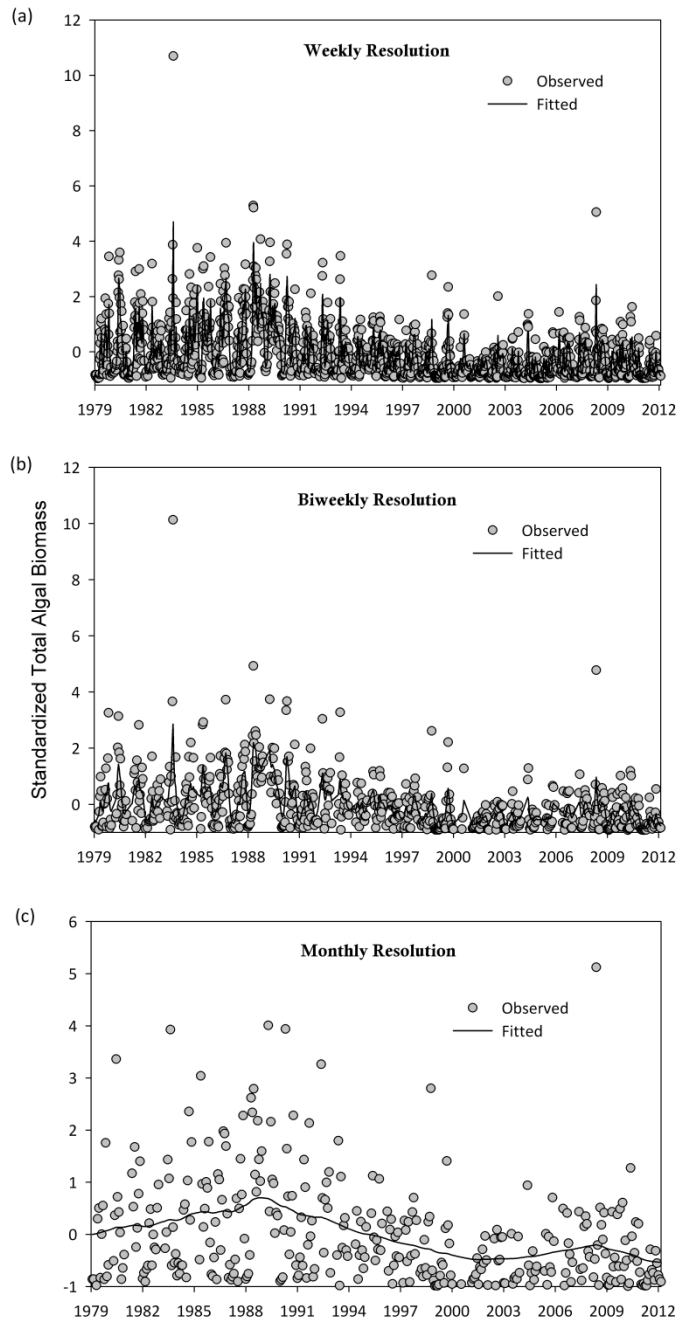 (a)
Weekly Resolution
Observed
Fitted
12
10
8
6
4
2
0
1979 1982 1985 1988 1991 1994 1997 2000 2003 2006 2009 2012
Standardized Total Algal Biomass
(b)
Biweekly Resolution
Observed
Fitted
12
10
8
6
4
2
0
1979 1982 1985 1988 1991 1994 1997 2000 2003 2006 2009 2012
(c)
Monthly Resolution
Observed
Fitted
6
5
4
3
2
1
0
-1
1979 1982 1985 1988 1991 1994 1997 2000 2003 2006 2009 2012